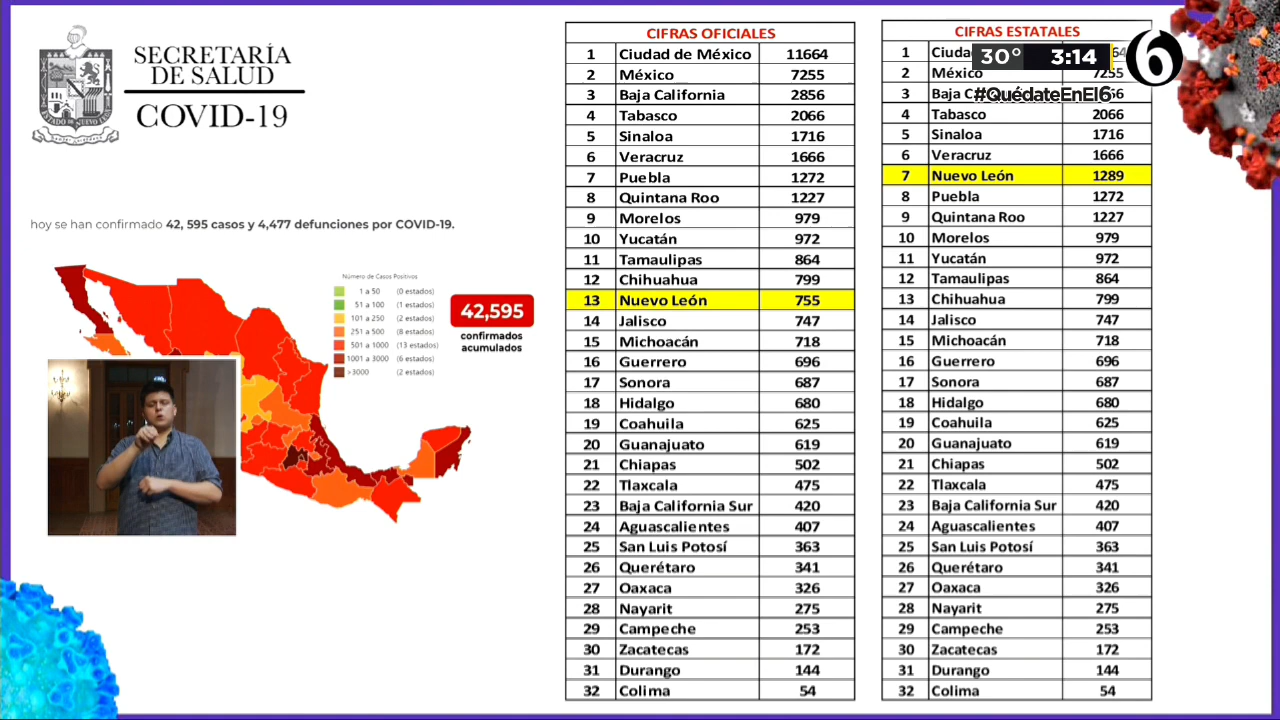 SECRETARÍA
DE SALUD
COVID-19
hoy se han confirmado 42, 595 casos y 4,477 defunciones por COVID-19.
Número de Casos Positivos
1 a 50 (0 estados)
51 a 100 (1 estados)
101 a 250 (2 estados)
251 a 500 (8 estados)
501 a 1000 (13 estados)
1001 a 3000 (6 estados)
>3000 (2 estados)
42,595
confirmados
acumulados
CIFRAS OFICIALES
1 Ciudad de México 11664
2 México 7255
3 Baja California 2856
4 Tabasco 2066
5 Sinaloa 1716
6 Veracruz 1666
7 Puebla 1272
8 Quintana Roo 1227
9 Morelos 979
10 Yucatán 972
11 Tamaulipas 864
12 Chihuahua 799
13 Nuevo León 755
14 Jalisco 747
15 Michoacán 718
16 Guerrero 696
17 Sonora 687
18 Hidalgo 680
19 Coahuila 625
20 Guanajuato 619
21 Chiapas 502
22 Tlaxcala 475
23 Baja California Sur 420
24 Aguascalientes 407
25 San Luis Potosí 363
26 Querétaro 341
27 Oaxaca 326
28 Nayarit 275
29 Campeche 253
30 Zacatecas 172
31 Durango 144
32 Colima 54
CIFRAS ESTATALES
1
2 México 7255
3
4 Tabasco 2066
5 Sinaloa 1716
6 Veracruz 1666
7 Nuevo León 1289
8 Puebla 1272
9 Quintana Roo 1227
10 Morelos 979
11 Yucatán 972
12 Tamaulipas 864
13 Chihuahua 799
14 Jalisco 747
15 Michoacán 718
16 Guerrero 696
17 Sonora 687
18 Hidalgo 680
19 Coahuila 625
20 Guanajuato 619
21 Chiapas 502
22 Tlaxcala 475
23 Baja California Sur 420
24 Aguascalientes 407
25 San Luis Potosí 363
26 Querétaro 341
27 Oaxaca 326
28 Nayarit 275
29 Campeche 253
30 Zacatecas 172
31 Durango 144
32 Colima 54
30° 3:14 6
#QuédateEnEl6